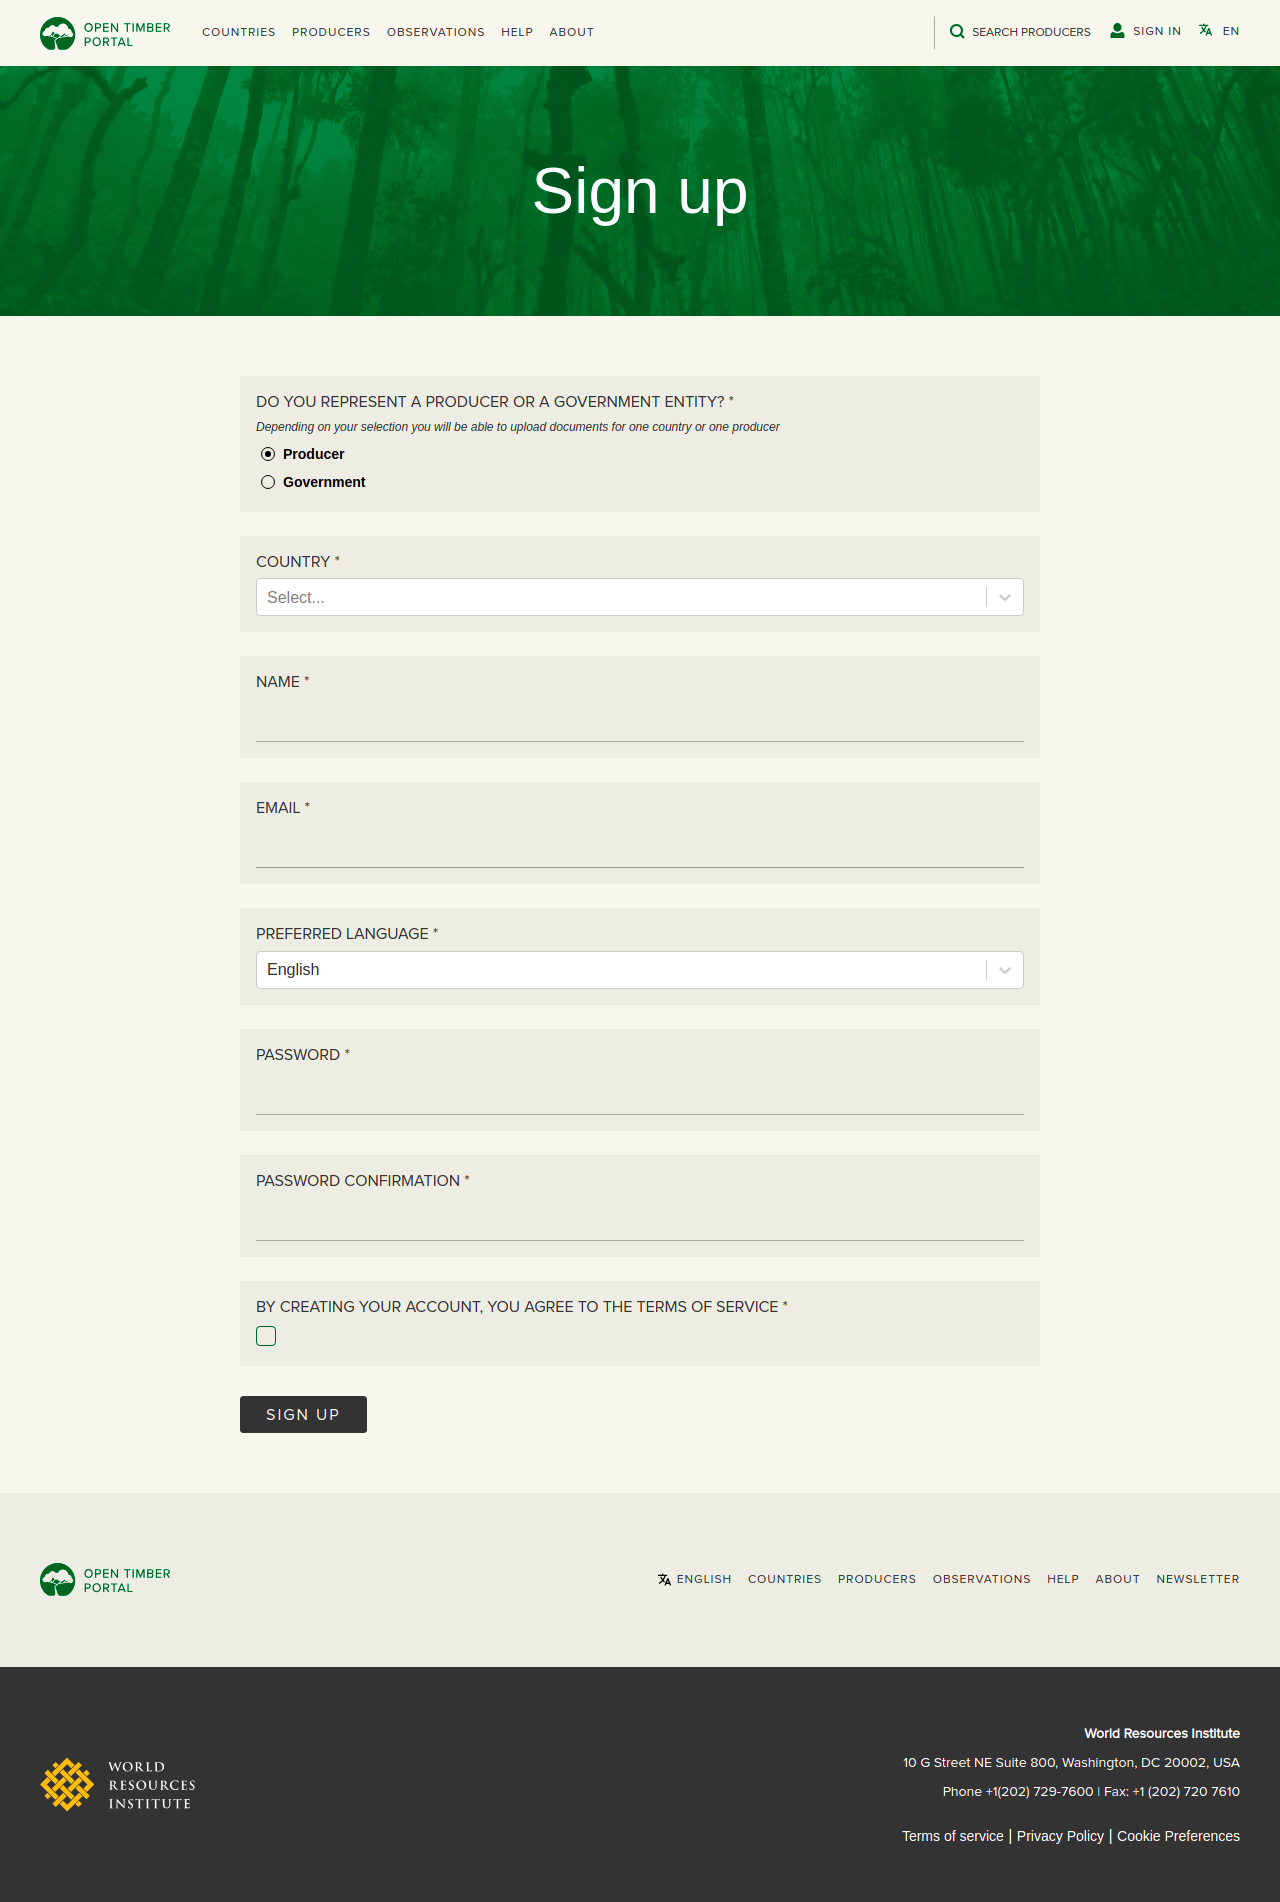 OPEN TIMBER
PORTAL
COUNTRIES PRODUCERS OBSERVATIONS HELP ABOUT
SEARCH PRODUCERS SIGN IN EN
Sign up
DO YOU REPRESENT A PRODUCER OR A GOVERNMENT ENTITY? *
Depending on your selection you will be able to upload documents for one country or one producer
Producer
Government
COUNTRY *
Select...
NAME *
EMAIL *
PREFERRED LANGUAGE *
English
PASSWORD *
PASSWORD CONFIRMATION *
BY CREATING YOUR ACCOUNT, YOU AGREE TO THE TERMS OF SERVICE *
SIGN UP
OPEN TIMBER
PORTAL
ENGLISH COUNTRIES PRODUCERS OBSERVATIONS HELP ABOUT NEWSLETTER
WORLD
RESOURCES
INSTITUTE
World Resources Institute
10 G Street NE Suite 800, Washington, DC 20002, USA
Phone +1(202) 729-7600 | Fax: +1 (202) 720 7610
Terms of service | Privacy Policy | Cookie Preferences